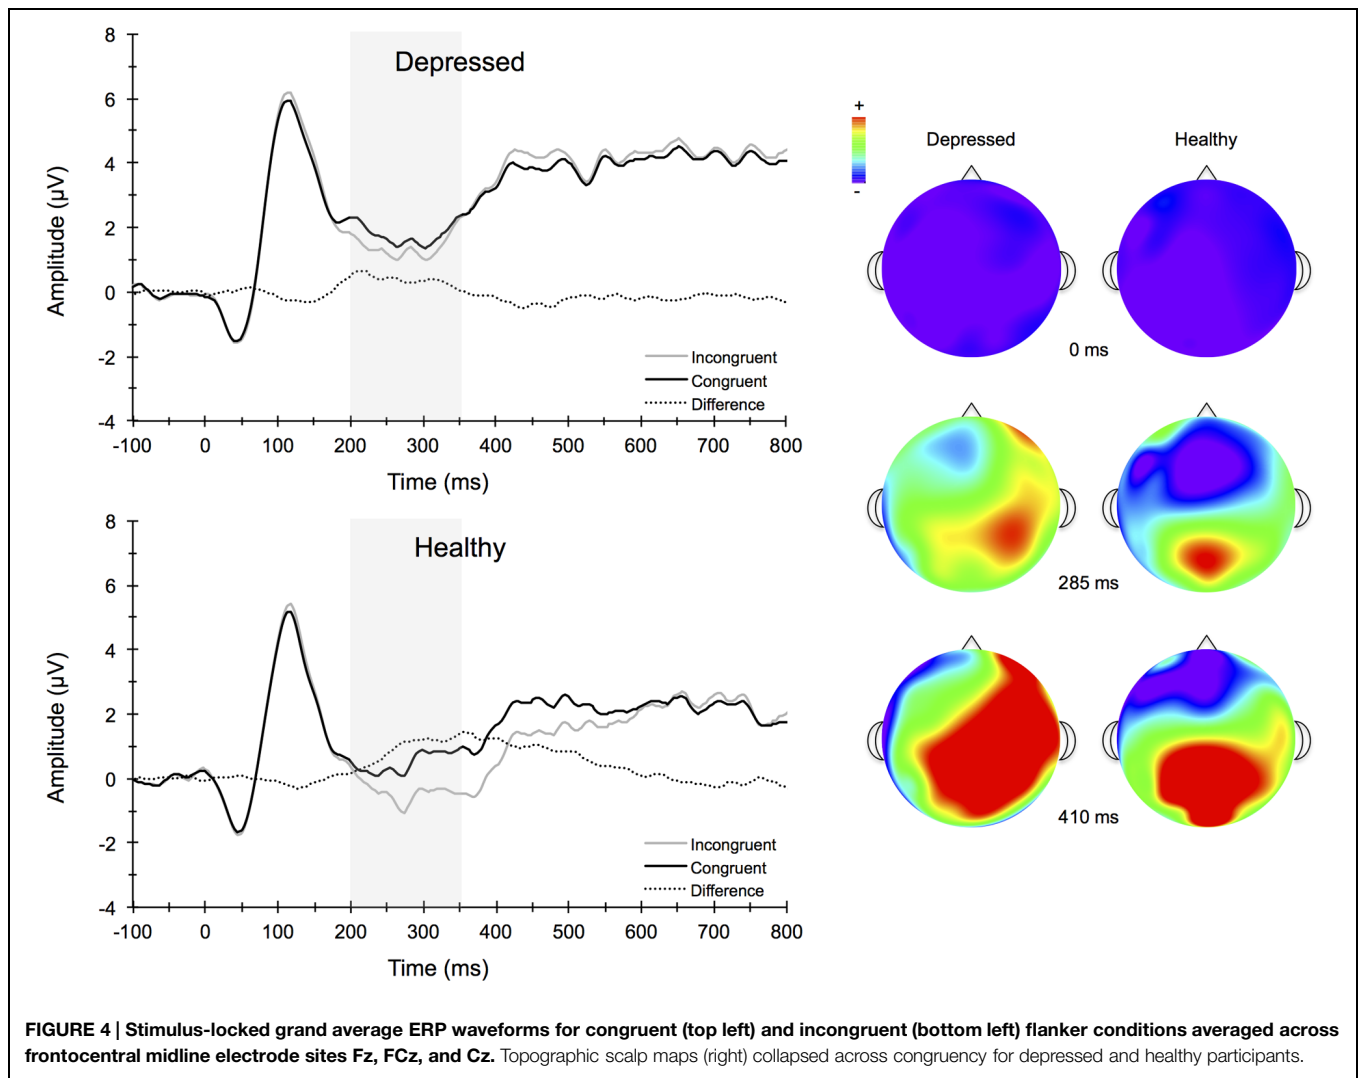 Depressed
8
6
4
2
0
-2
-4
Amplitude (µV)
-100 0 100 200 300 400 500 600 700 800
Time (ms)
Incongruent
Congruent
Difference
Healthy
8
6
4
2
0
-2
-4
Amplitude (µV)
-100 0 100 200 300 400 500 600 700 800
Time (ms)
Incongruent
Congruent
Difference
+
-
Depressed Healthy
0 ms
285 ms
410 ms
FIGURE 4 | Stimulus-locked grand average ERP waveforms for congruent (top left) and incongruent (bottom left) flanker conditions averaged across
frontocentral midline electrode sites Fz, FCz, and Cz. Topographic scalp maps (right) collapsed across congruency for depressed and healthy participants.